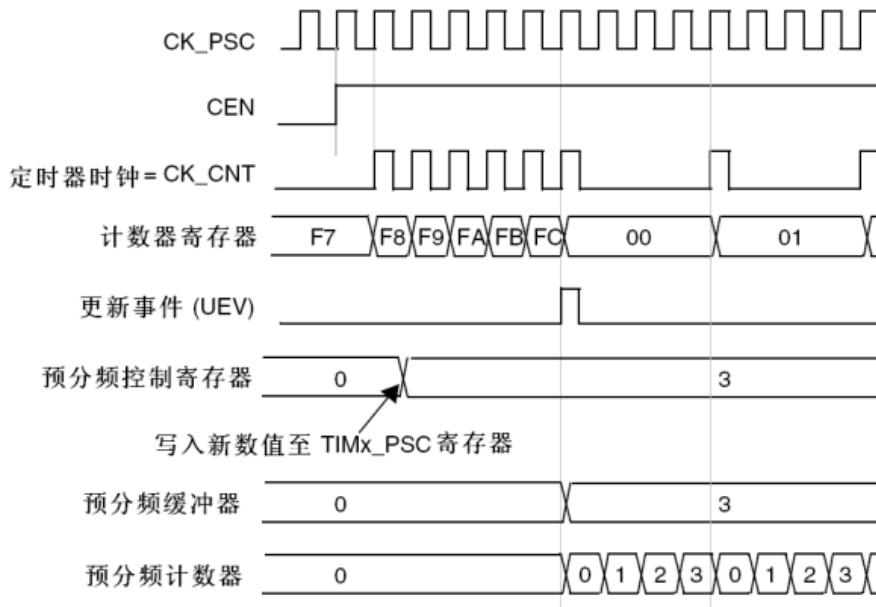 CK_PSC
CEN
定时器时钟= CK_CNT
计数器寄存器 F7 F8 F9 FA FB FC 00 01
更新事件 (UEV)
预分频控制寄存器 0 3
写入新数值至 TIMx_PSC 寄存器
预分频缓冲器 0 3
预分频计数器 0 0 1 2 3 0 1 2 3